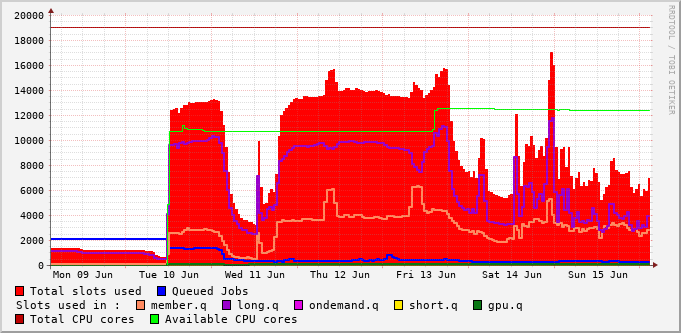 20000
18000
16000
14000
12000
10000
8000
6000
4000
2000
0
Mon 09 Jun Tue 10 Jun Wed 11 Jun Thu 12 Jun Fri 13 Jun Sat 14 Jun Sun 15 Jun
RRDTOOL / TOBI OETIKER
Total slots used Queued Jobs
Slots used in : member.q long.q ondemand.q short.q gpu.q
Total CPU cores Available CPU cores